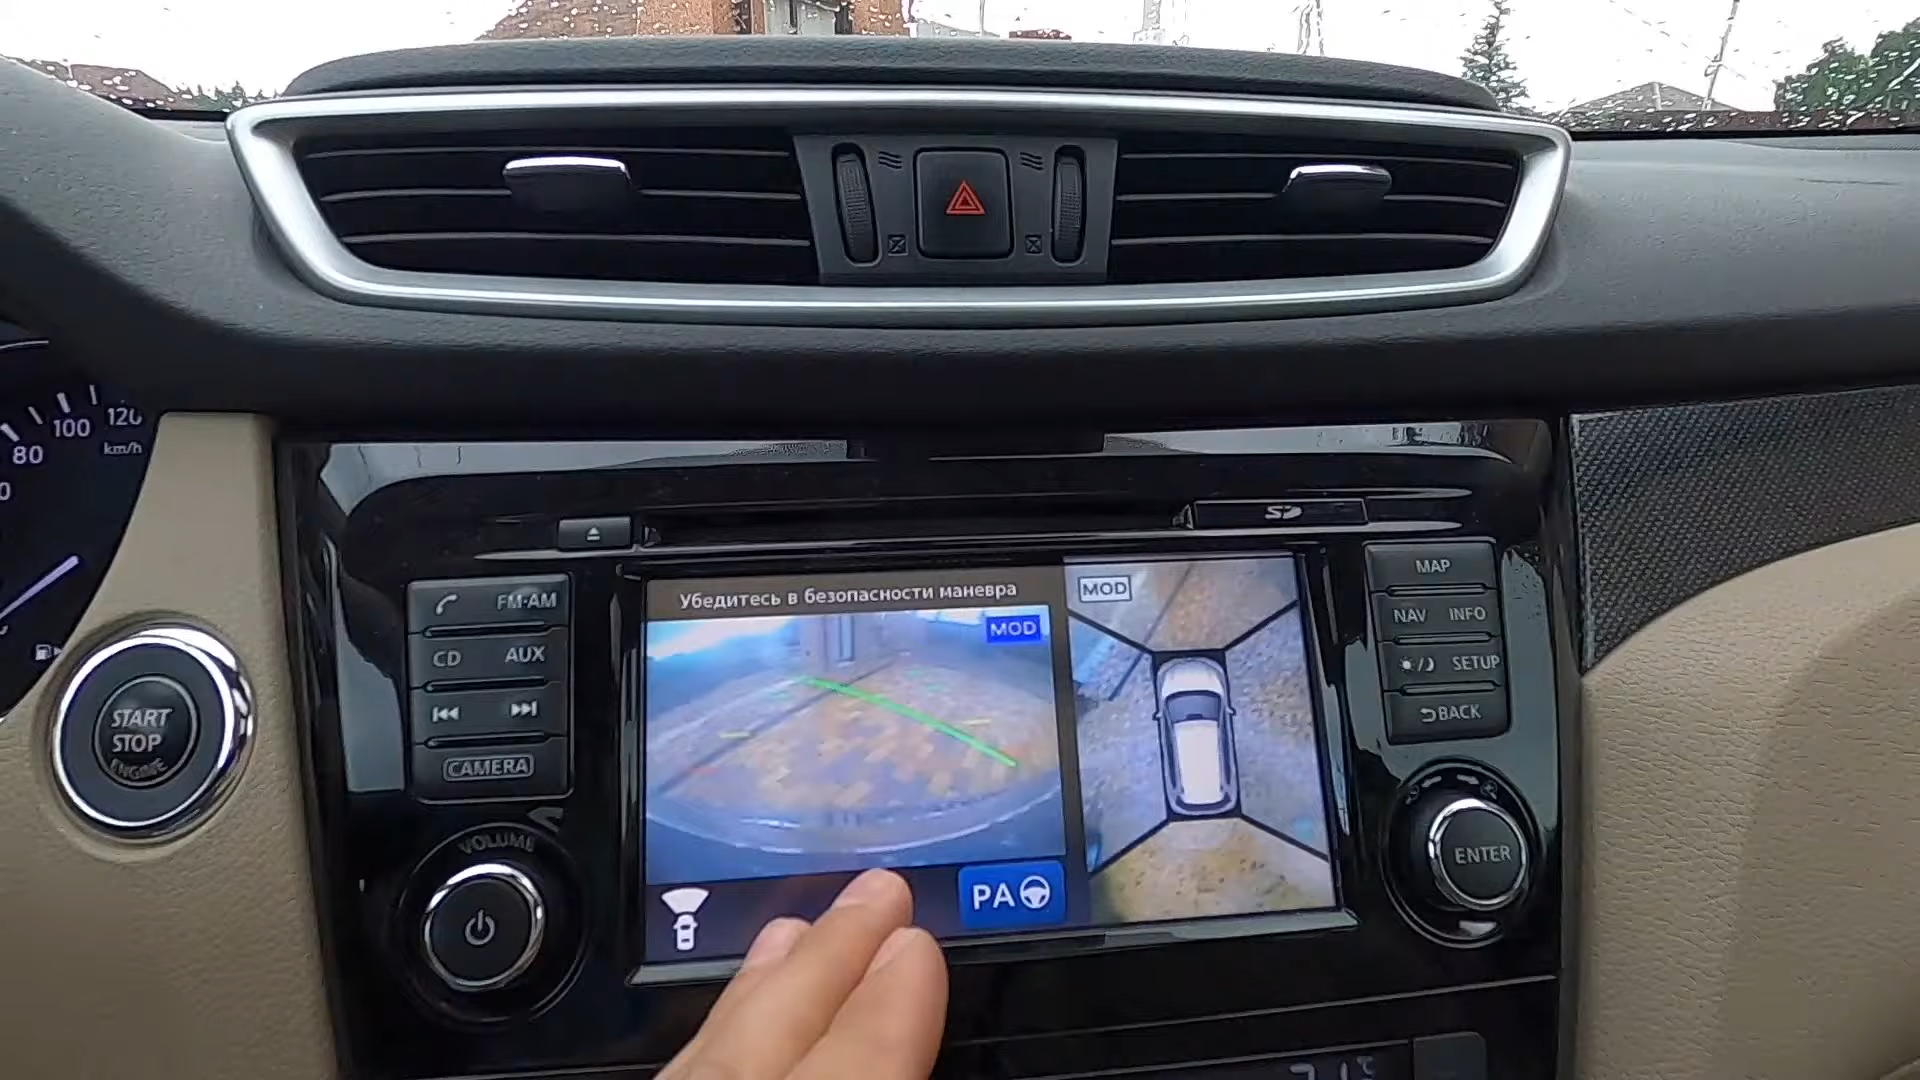 120
100
km/h
80
0
SD
FM·AM
CD AUX
CAMERA
VOLUME
START
STOP
ENGINE
Убедитесь в безопасности маневра
MOD
MOD
PA
MAP
NAV INFO
SETUP
BACK
ENTER